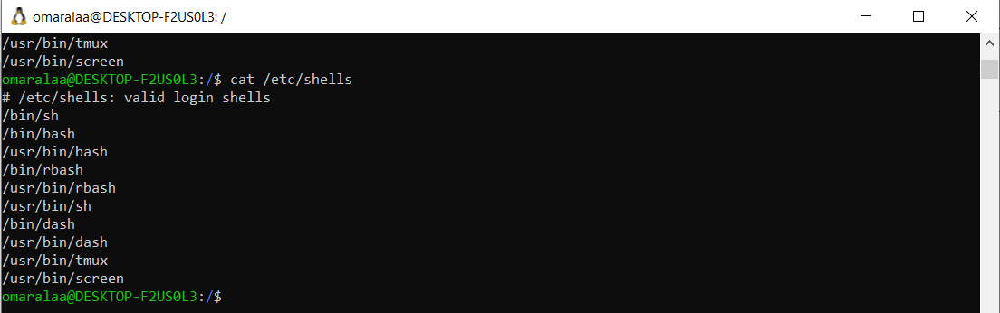 omaralaa@DESKTOP-F2US0L3: /
/usr/bin/tmux
/usr/bin/screen
omaralaa@DESKTOP-F2US0L3:/$ cat /etc/shells
# /etc/shells: valid login shells
/bin/sh
/bin/bash
/usr/bin/bash
/bin/rbash
/usr/bin/rbash
/usr/bin/sh
/bin/dash
/usr/bin/dash
/usr/bin/tmux
/usr/bin/screen
omaralaa@DESKTOP-F2US0L3:/$